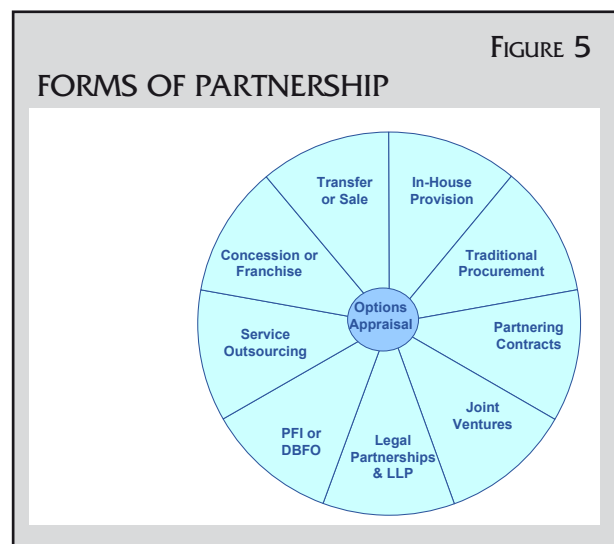 FIGURE 5
FORMS OF PARTNERSHIP
Transfer
or Sale
In-House
Provision
Traditional
Procurement
Partnering
Contracts
Joint
Ventures
Legal
Partnerships
& LLP
PFI or
DBFO
Service
Outsourcing
Concession or
Franchise
Options
Appraisal